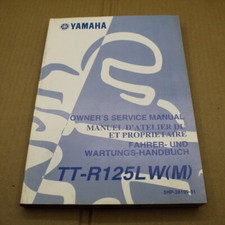 YAMAHA
OWNER'S SERVICE MANUAL
MANUEL D'ATELIER DU
ET PROPRIETAIRE
FAHRER- UND
WARTUNGS-HANDBUCH
TT-R125LW(M)